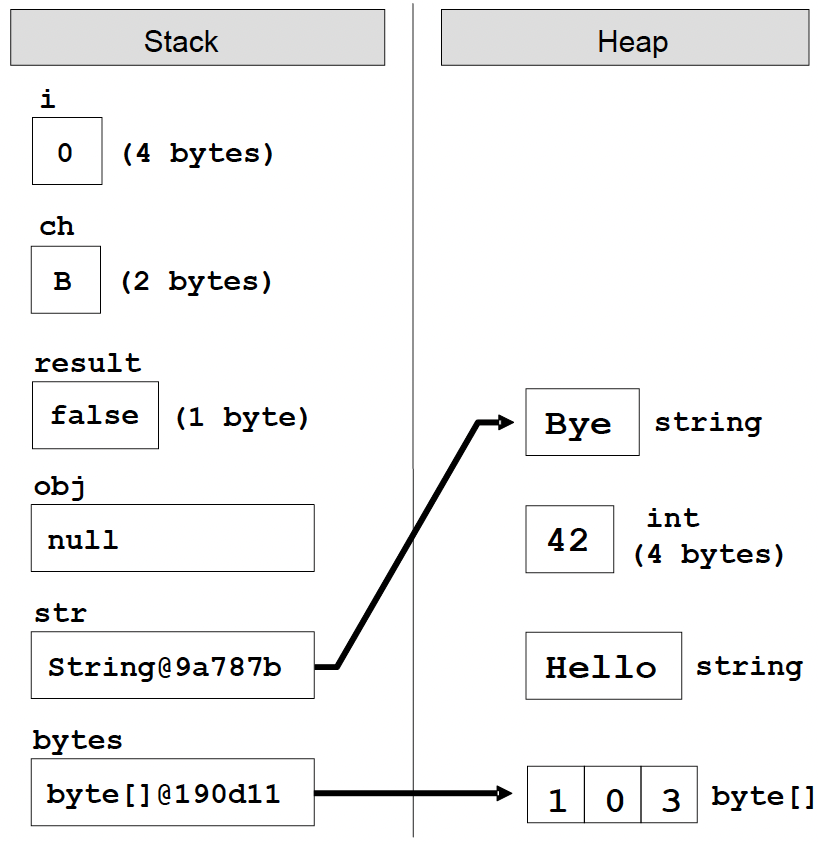 Stack
i
0 (4 bytes)
ch
B (2 bytes)
result
false (1 byte)
obj
null
str
String@9a787b
bytes
byte[]@190d11
Heap
Bye string
42 int
(4 bytes)
Hello string
1 0 3 byte[]